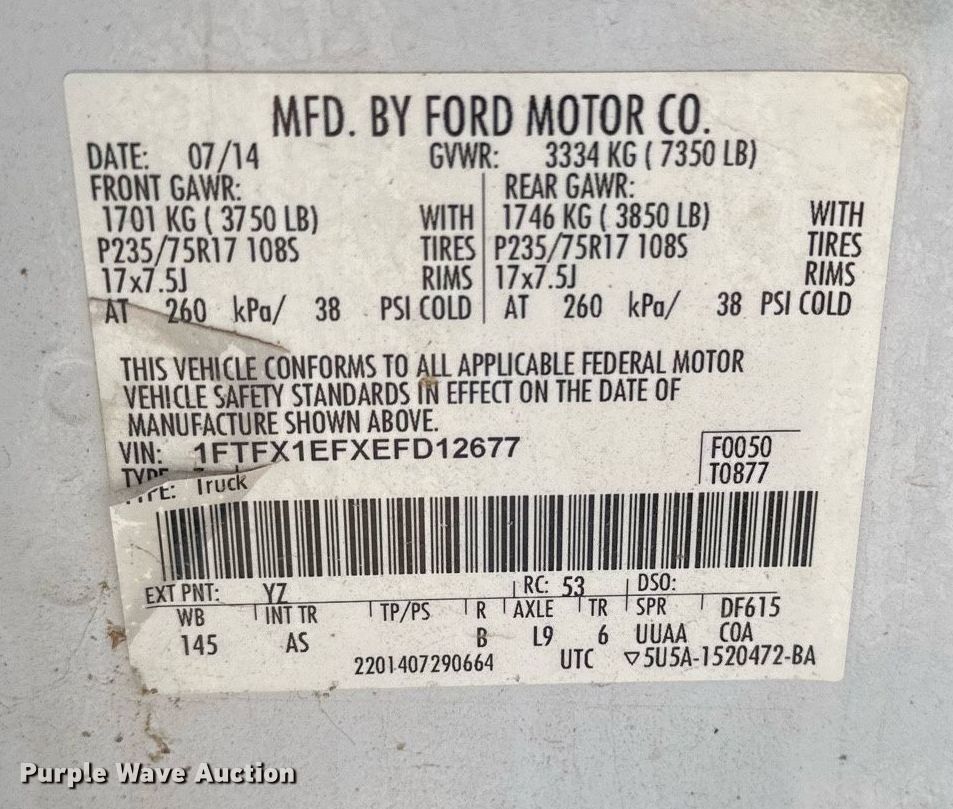 MFD. BY FORD MOTOR CO.
DATE: 07/14 GVWR: 3334 KG ( 7350 LB)
FRONT GAWR: REAR GAWR:
1701 KG ( 3750 LB) WITH 1746 KG ( 3850 LB) WITH
P235/75R17 108S TIRES P235/75R17 108S TIRES
17x7.5J RIMS 17x7.5J RIMS
AT 260 kPa/ 38 PSI COLD AT 260 kPa/ 38 PSI COLD
THIS VEHICLE CONFORMS TO ALL APPLICABLE FEDERAL MOTOR
VEHICLE SAFETY STANDARDS IN EFFECT ON THE DATE OF
MANUFACTURE SHOWN ABOVE.
VIN: 1FTFX1EFXEFD12677 F0050
TYPE: Truck T0877
EXT PNT: YZ RC: 53 DSO:
WB INT TR TP/PS R AXLE TR SPR DF615
145 AS B L9 6 UUAA COA
2201407290664 UTC ▽5U5A-1520472-BA
Purple Wave Auction